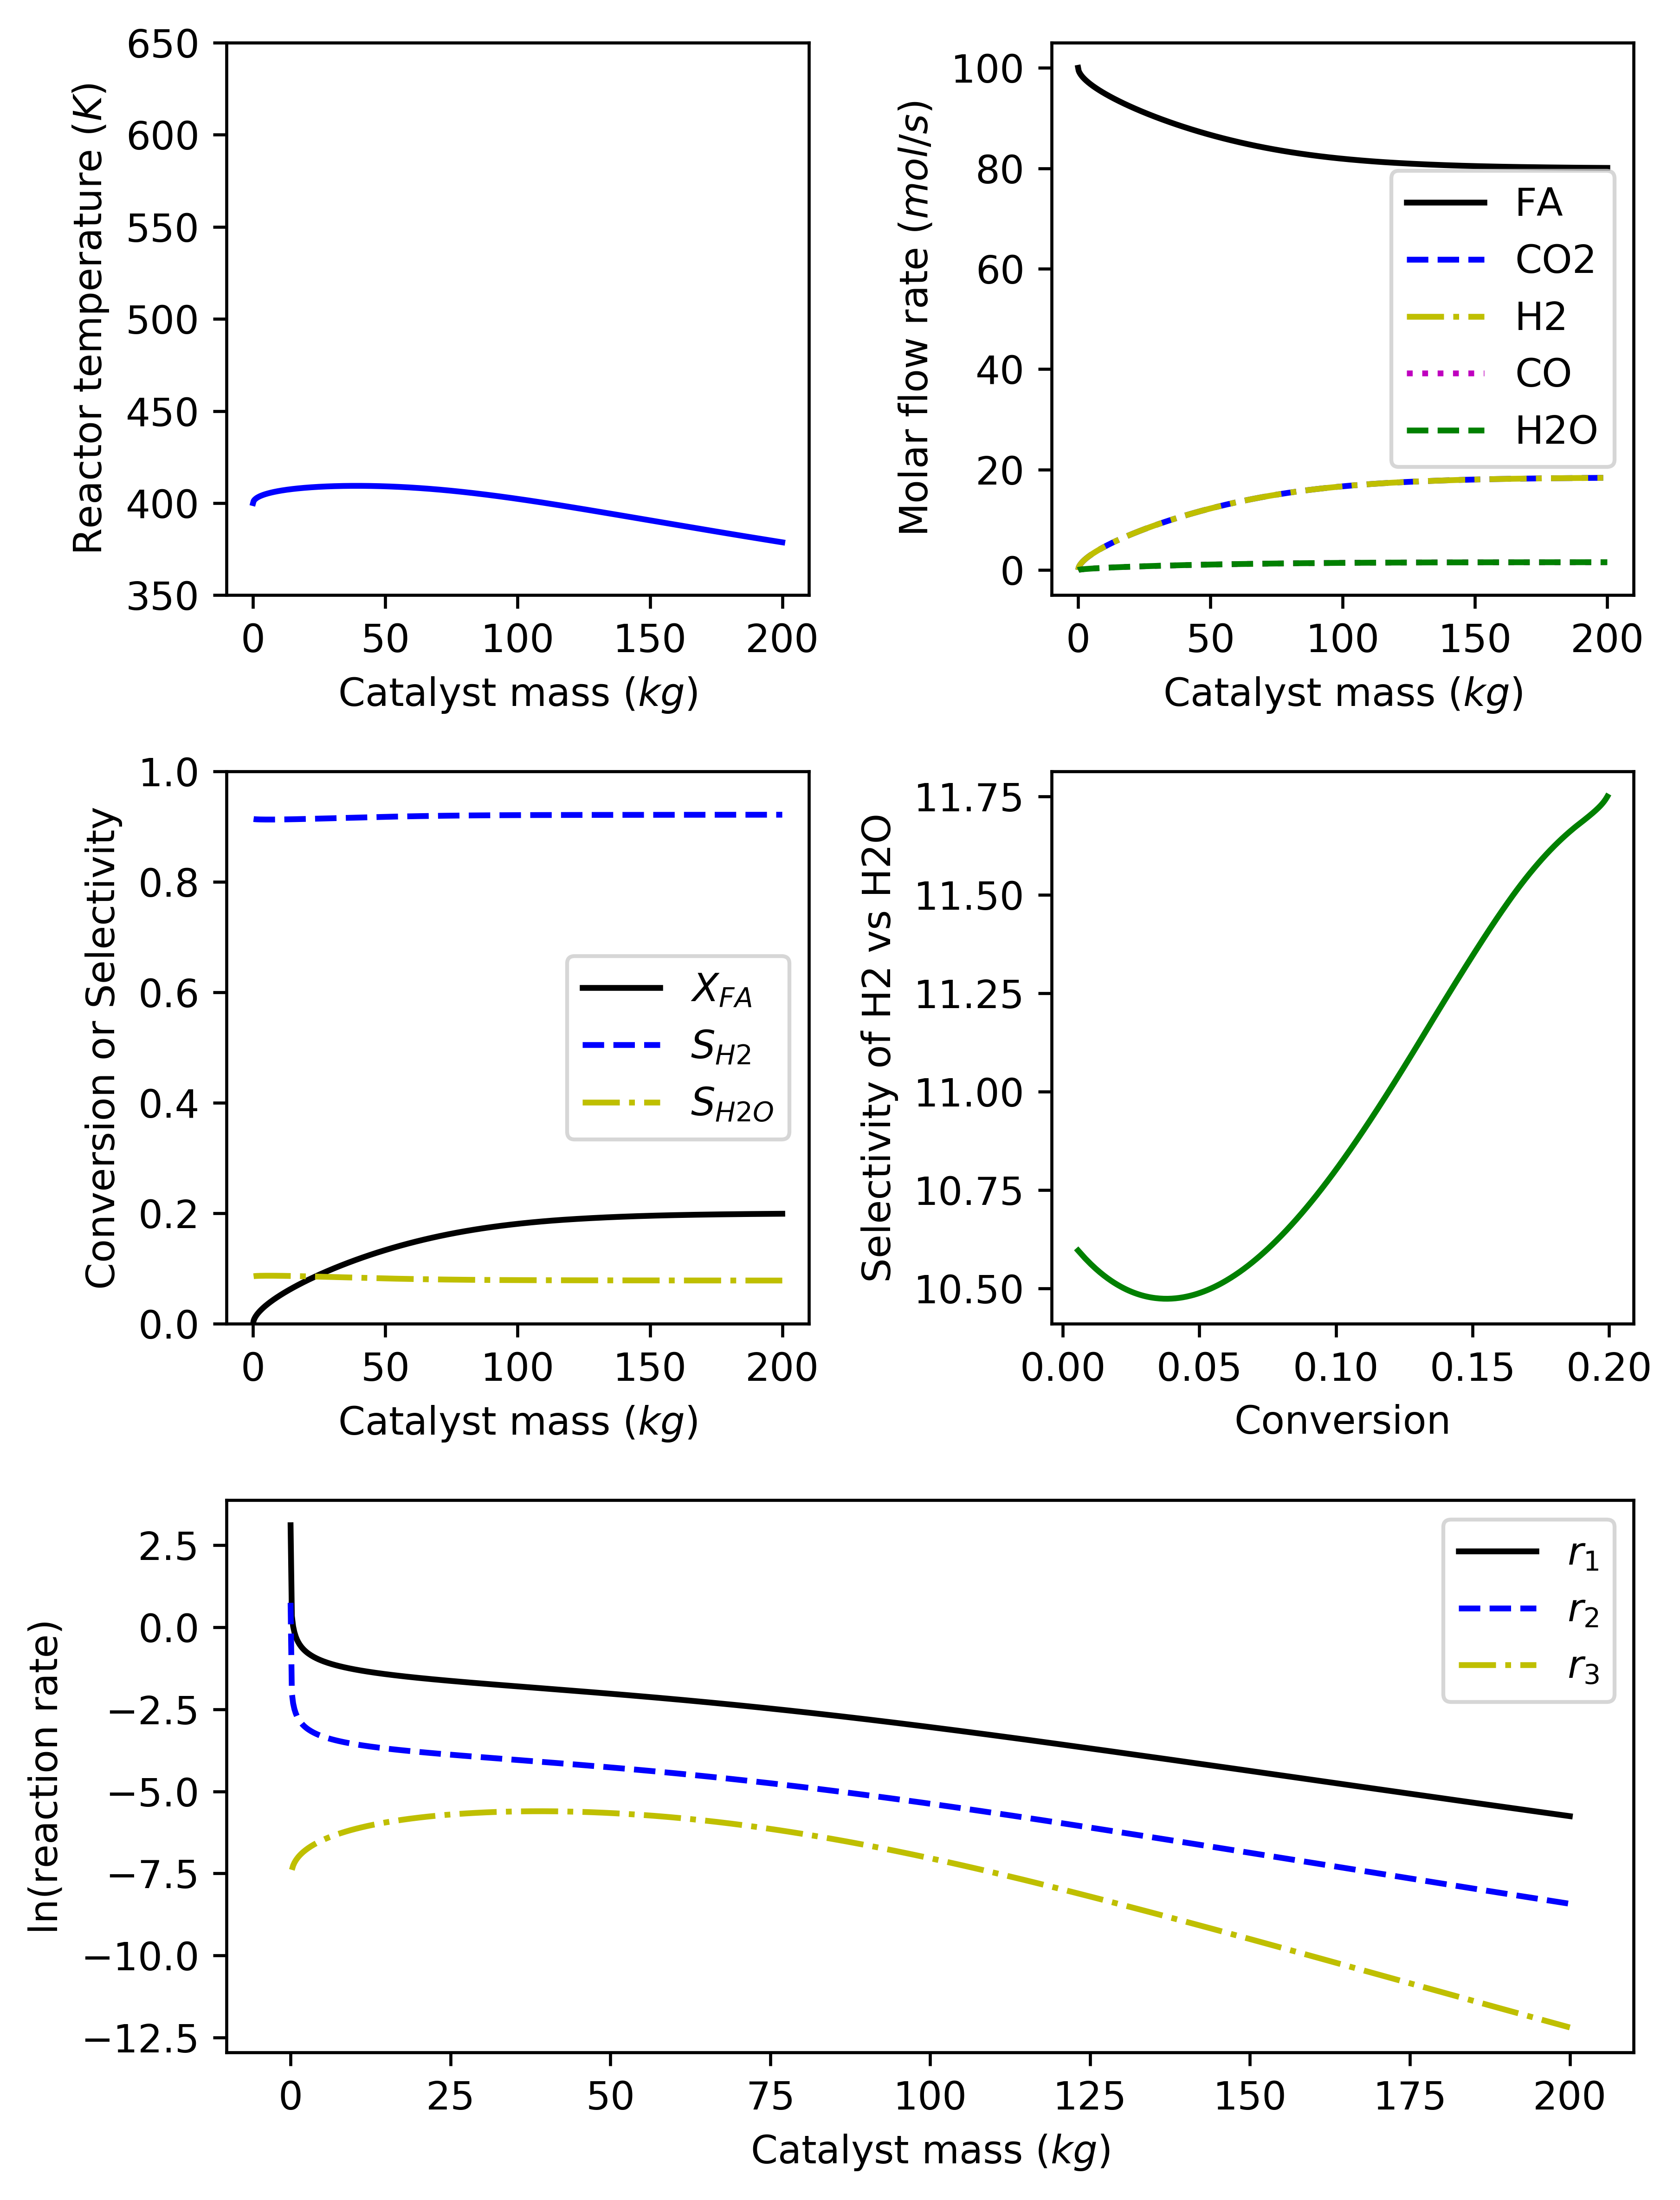 Reactor temperature (K)
650
600
550
500
450
400
350
0 50 100 150 200
Catalyst mass (kg)
Molar flow rate (mol/s)
100
80
60
40
20
0
FA
CO2
H2
CO
H2O
0 50 100 150 200
Catalyst mass (kg)
Conversion or Selectivity
1.0
0.8
0.6
0.4
0.2
0.0
X_FA
S_H2
S_H2O
0 50 100 150 200
Catalyst mass (kg)
Selectivity of H2 vs H2O
11.75
11.50
11.25
11.00
10.75
10.50
0.00 0.05 0.10 0.15 0.20
Conversion
ln(reaction rate)
2.5
0.0
−2.5
−5.0
−7.5
−10.0
−12.5
r_1
r_2
r_3
0 25 50 75 100 125 150 175 200
Catalyst mass (kg)